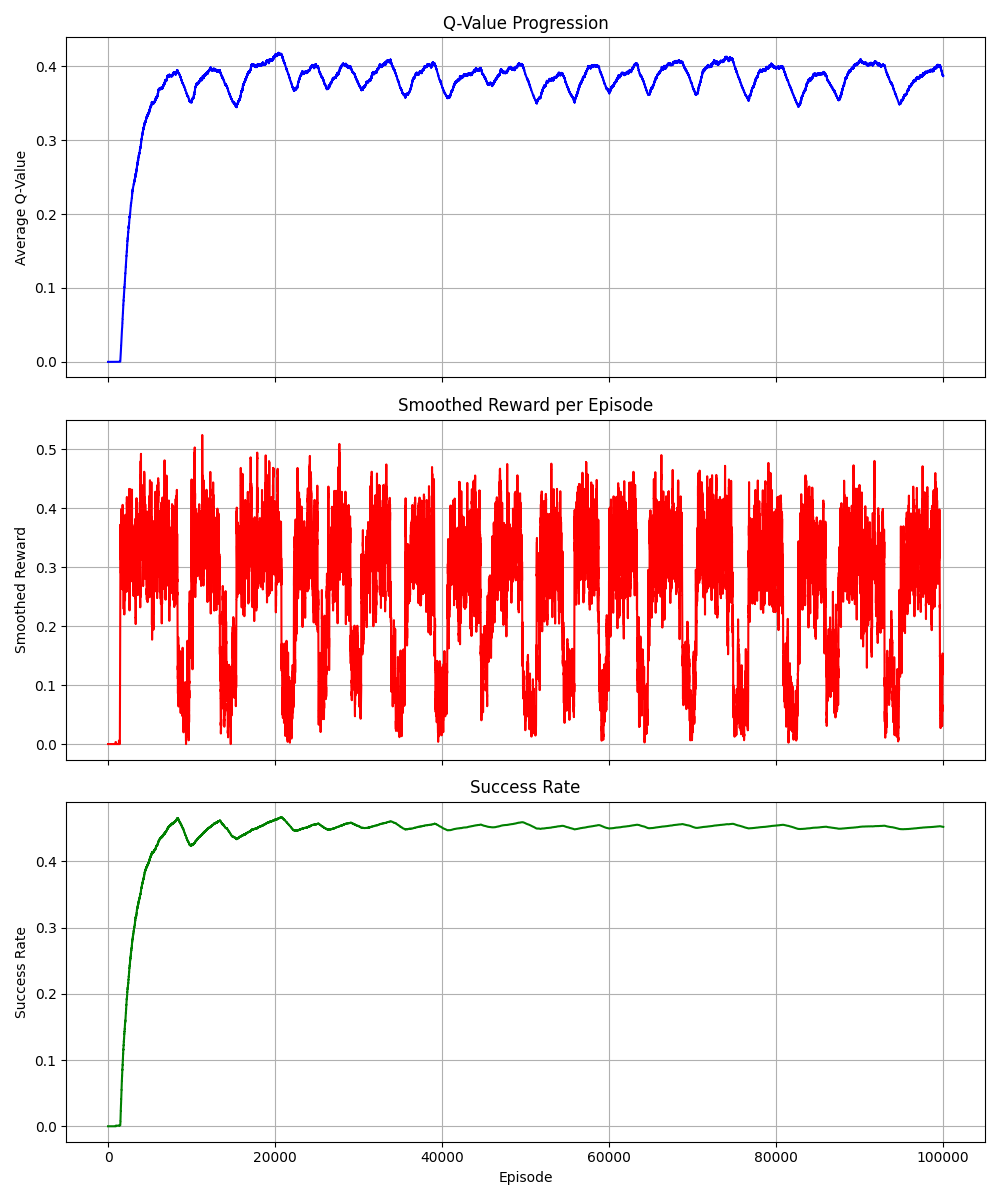 Q-Value Progression
0.4
0.3
0.2
0.1
0.0
Average Q-Value
Smoothed Reward per Episode
0.5
0.4
0.3
0.2
0.1
0.0
Smoothed Reward
Success Rate
0.4
0.3
0.2
0.1
0.0
Success Rate
0 20000 40000 60000 80000 100000
Episode